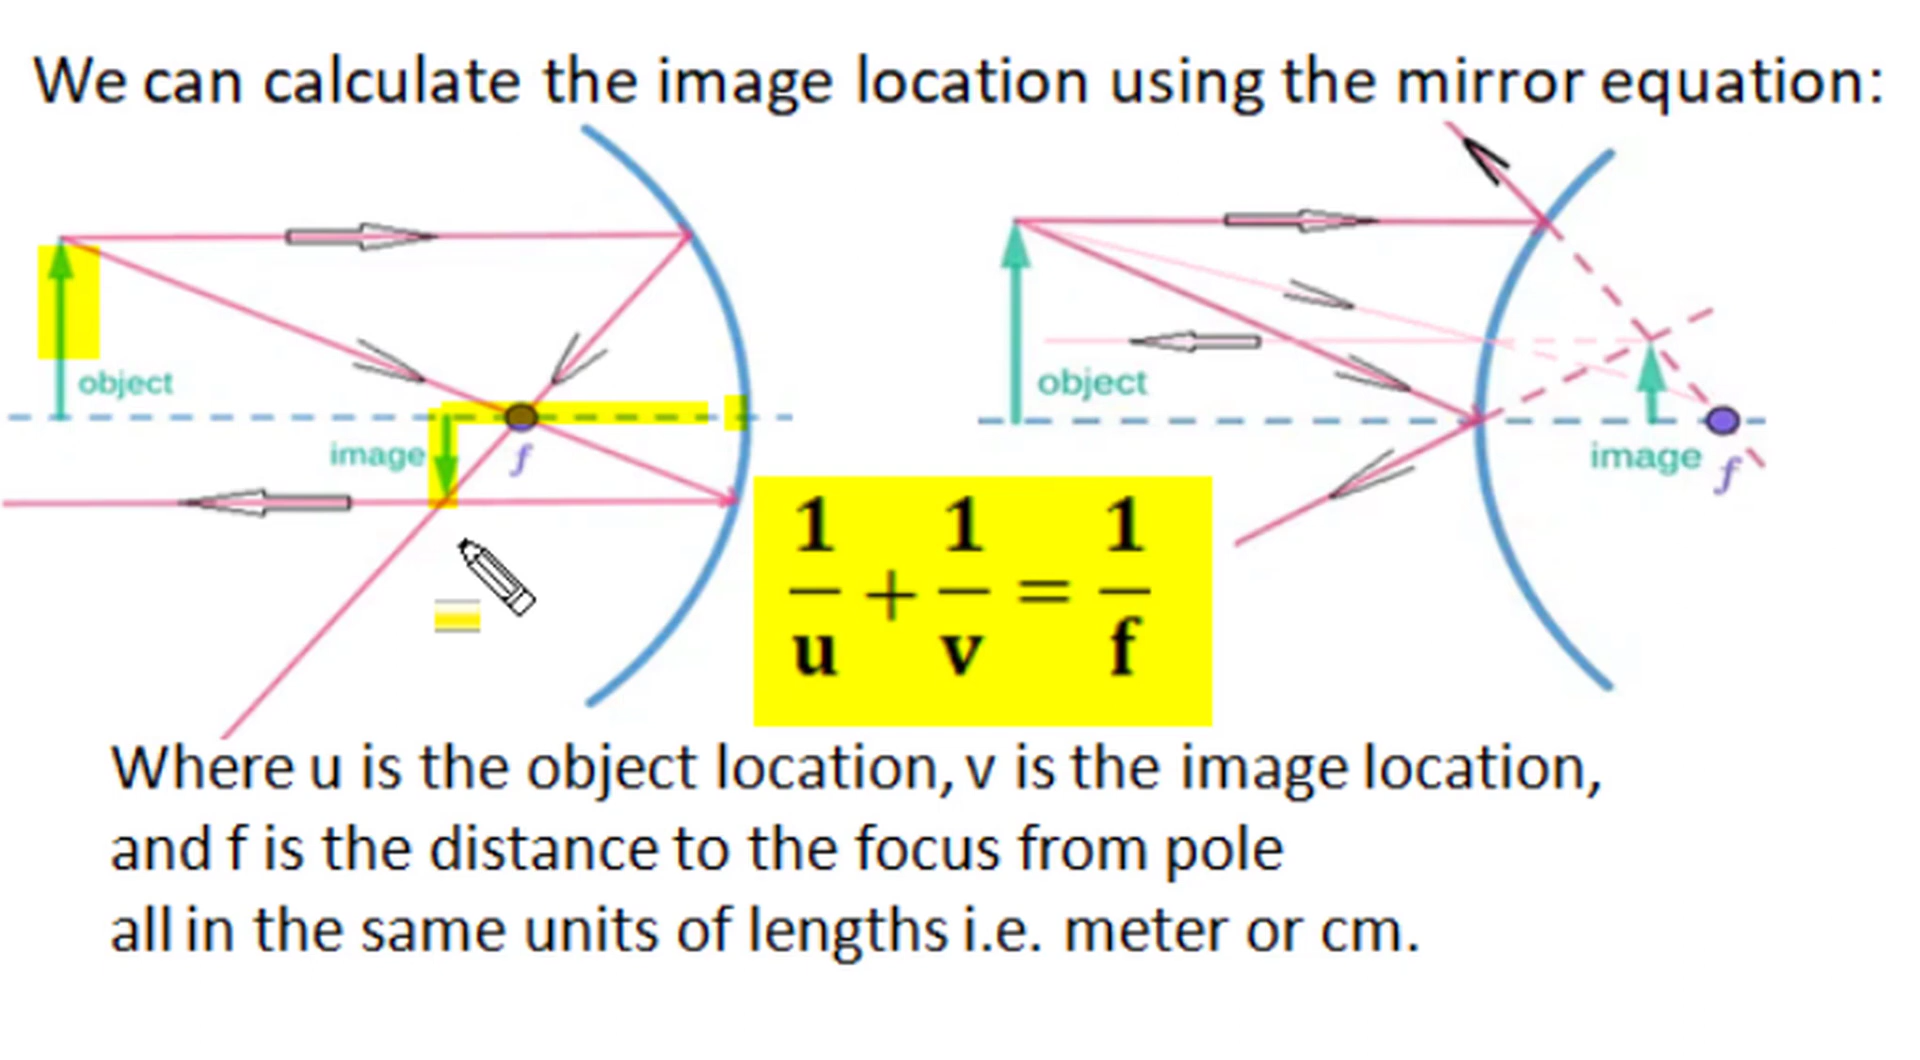 We can calculate the image location using the mirror equation:
object
image
f
object
image
f
1/u + 1/v = 1/f
Where u is the object location, v is the image location,
and f is the distance to the focus from pole
all in the same units of lengths i.e. meter or cm.